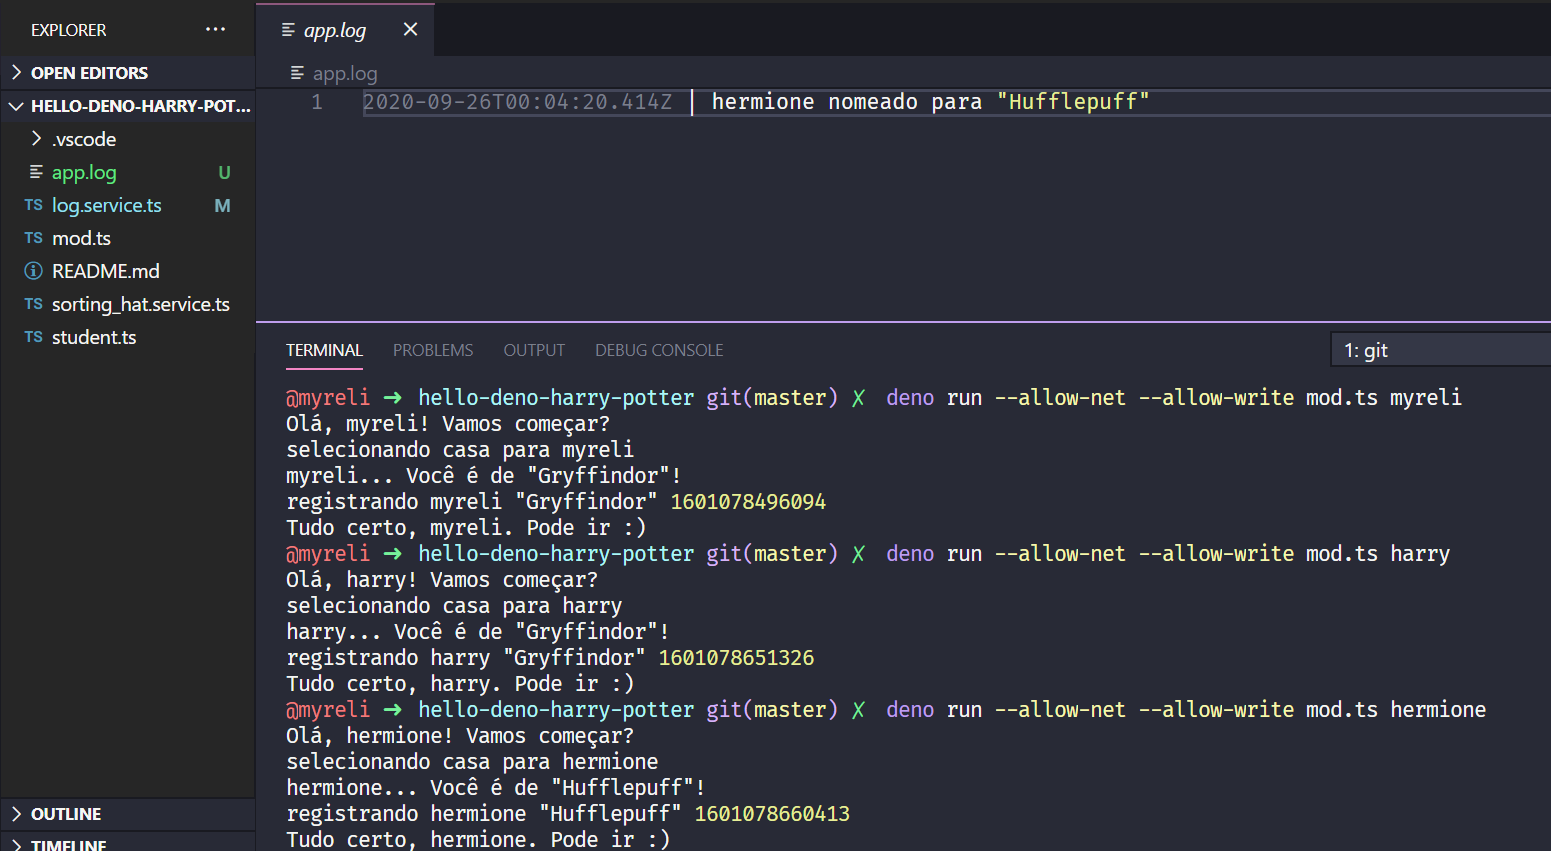 EXPLORER ···
OPEN EDITORS
HELLO-DENO-HARRY-POT...
.vscode
app.log U
TS log.service.ts M
TS mod.ts
README.md
TS sorting_hat.service.ts
TS student.ts
OUTLINE
TIMELINE
app.log
app.log
1 2020-09-26T00:04:20.414Z | hermione nomeado para "Hufflepuff"
TERMINAL PROBLEMS OUTPUT DEBUG CONSOLE 1: git
@myreli ➜ hello-deno-harry-potter git(master) ✗ deno run --allow-net --allow-write mod.ts myreli
Olá, myreli! Vamos começar?
selecionando casa para myreli
myreli... Você é de "Gryffindor"!
registrando myreli "Gryffindor" 1601078496094
Tudo certo, myreli. Pode ir :)
@myreli ➜ hello-deno-harry-potter git(master) ✗ deno run --allow-net --allow-write mod.ts harry
Olá, harry! Vamos começar?
selecionando casa para harry
harry... Você é de "Gryffindor"!
registrando harry "Gryffindor" 1601078651326
Tudo certo, harry. Pode ir :)
@myreli ➜ hello-deno-harry-potter git(master) ✗ deno run --allow-net --allow-write mod.ts hermione
Olá, hermione! Vamos começar?
selecionando casa para hermione
hermione... Você é de "Hufflepuff"!
registrando hermione "Hufflepuff" 1601078660413
Tudo certo, hermione. Pode ir :)